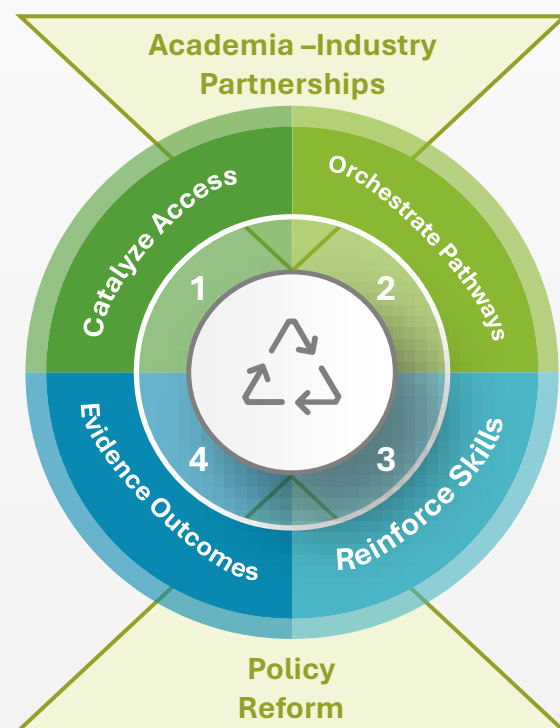 Academia –Industry
Partnerships
Catalyze Access
Orchestrate Pathways
1
2
4
3
Evidence Outcomes
Reinforce Skills
Policy
Reform